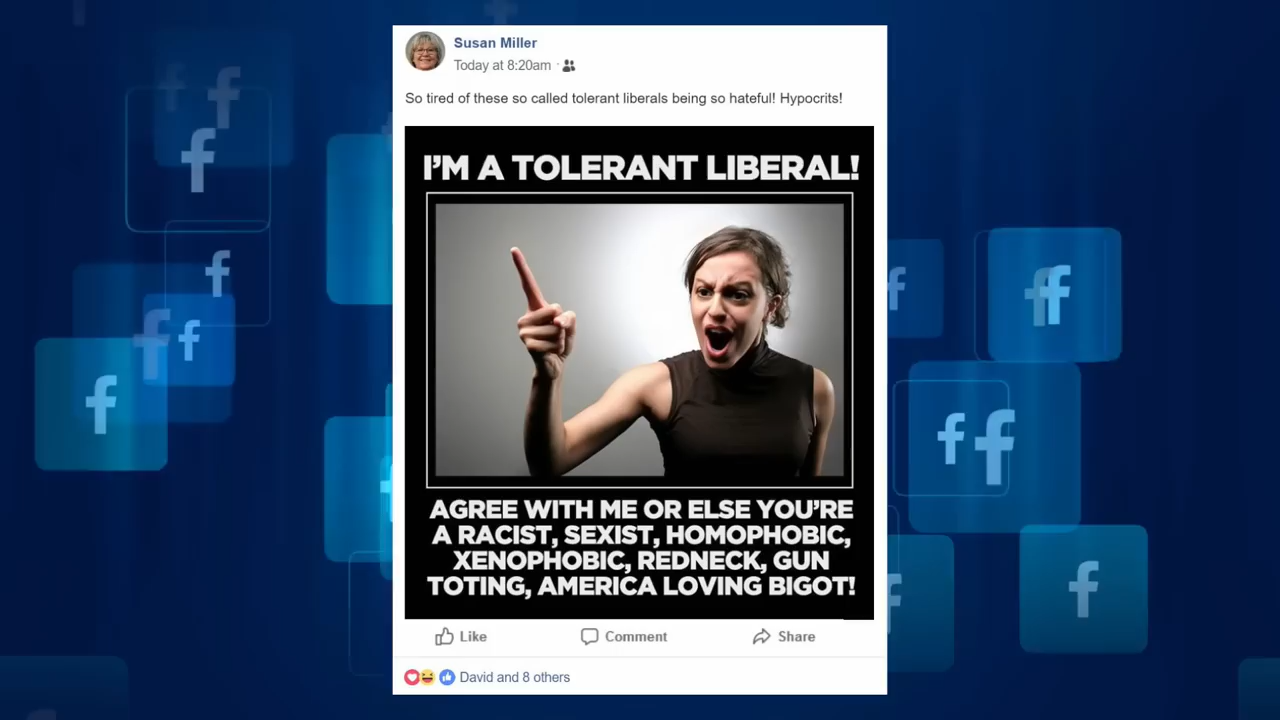 Susan Miller
Today at 8:20am ·
So tired of these so called tolerant liberals being so hateful! Hypocrits!
I'M A TOLERANT LIBERAL!
AGREE WITH ME OR ELSE YOU'RE
A RACIST, SEXIST, HOMOPHOBIC,
XENOPHOBIC, REDNECK, GUN
TOTING, AMERICA LOVING BIGOT!
Like Comment Share
David and 8 others